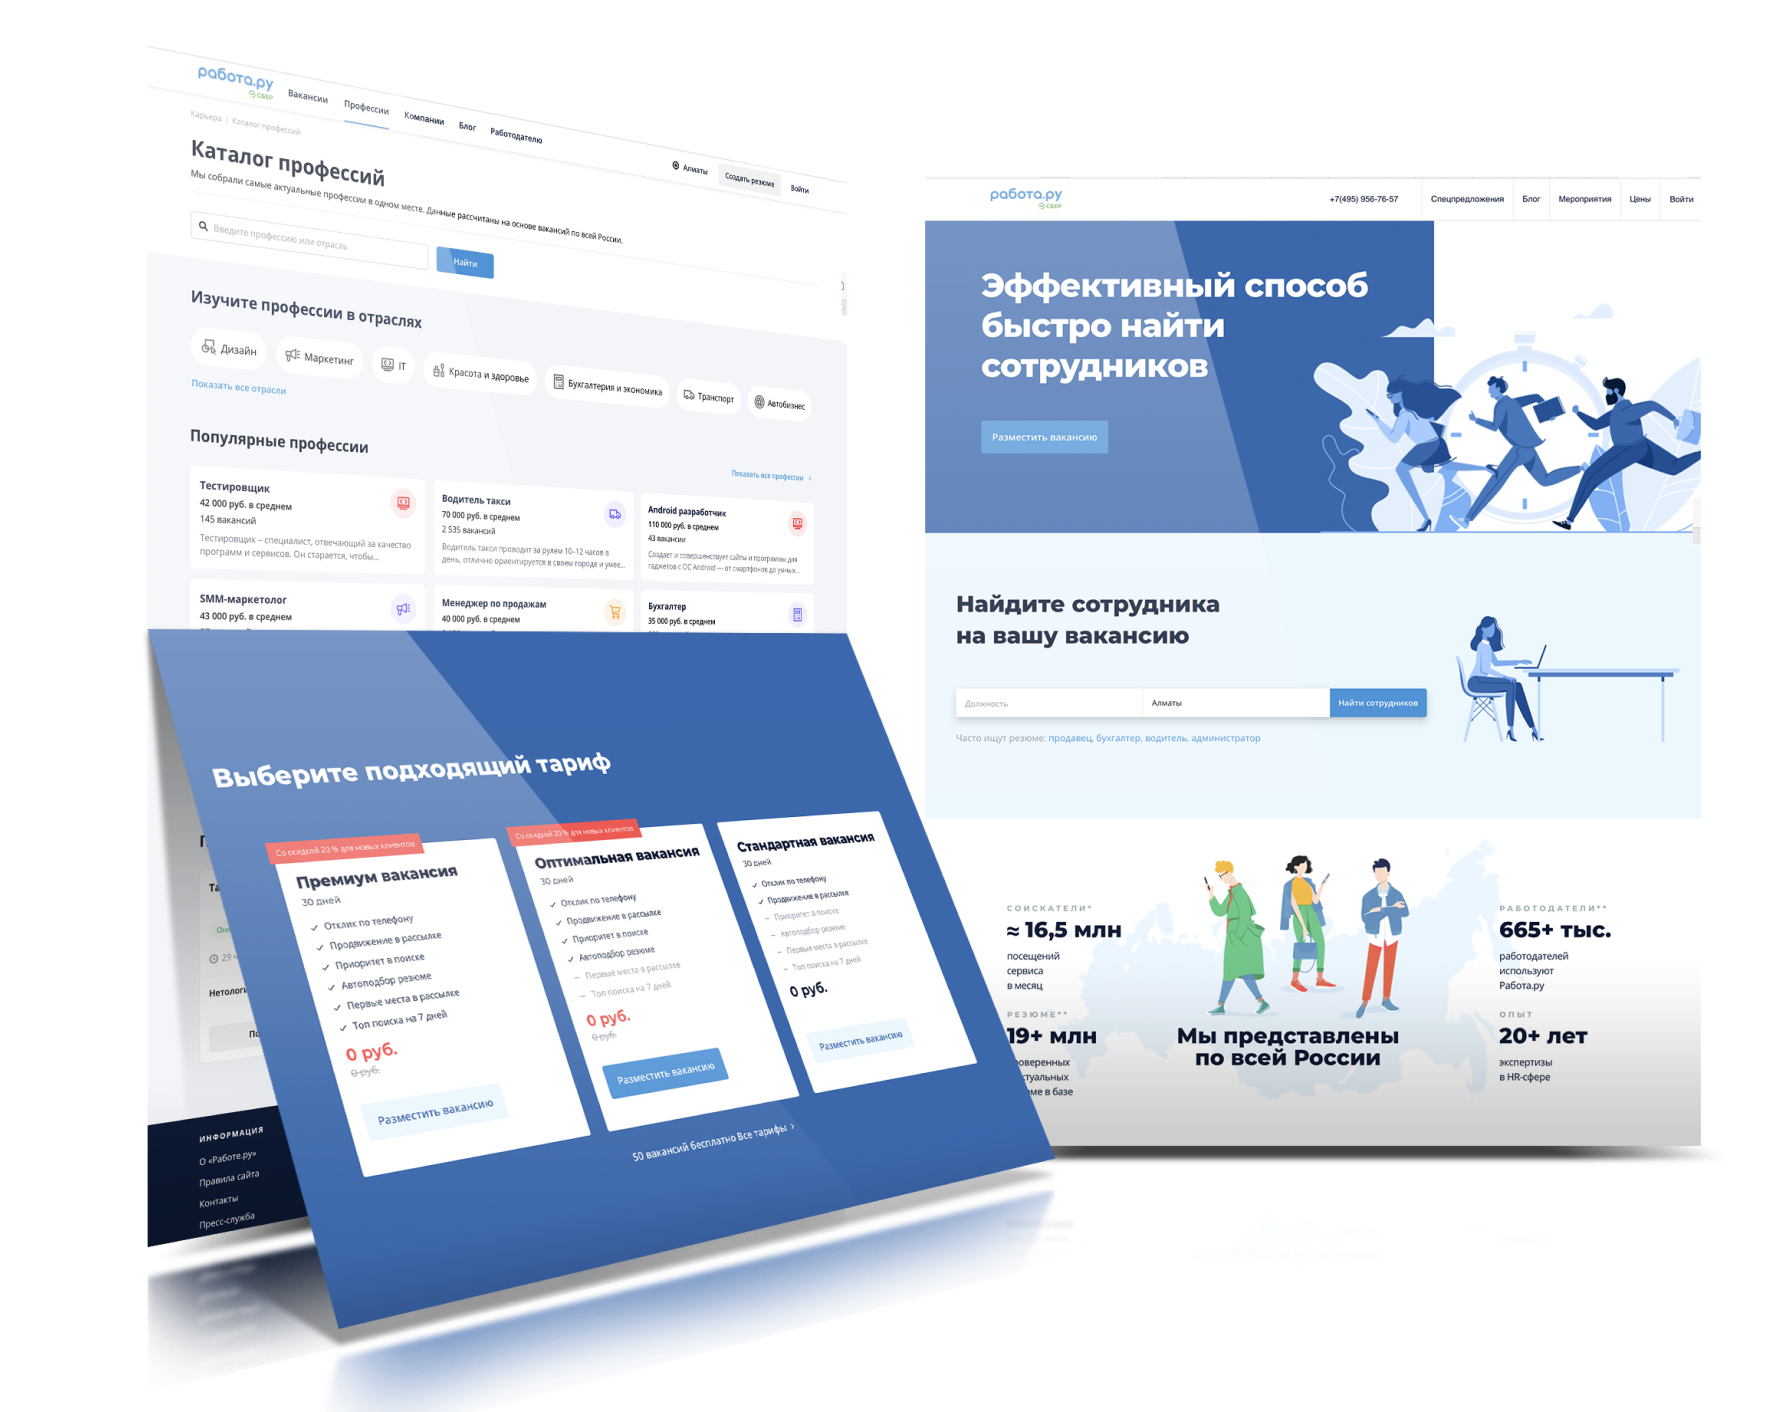 работа.ру
СБЕР
Вакансии
Профессии
Компании
Блог
Работодателю
Алматы
Создать резюме
Войти
Карьера | Каталог профессий
Каталог профессий
Мы собрали самые актуальные профессии в одном месте. Данные рассчитаны на основе вакансий по всей России.
Введите профессию или отрасль
Найти
Изучите профессии в отраслях
Дизайн
Маркетинг
IT
Красота и здоровье
Бухгалтерия и экономика
Транспорт
Автобизнес
Показать все отрасли
Популярные профессии
Показать все профессии ›
Тестировщик
42 000 руб. в среднем
145 вакансий
Тестировщик – специалист, отвечающий за качество
программ и сервисов. Он старается, чтобы...
Водитель такси
70 000 руб. в среднем
2 535 вакансий
Водитель такси проводит за рулем 10–12 часов в
день, отлично ориентируется в своем городе и умее...
Android разработчик
110 000 руб. в среднем
43 вакансии
Создает и совершенствует сайты и программы для
гаджетов с ОС Android — от смартфонов до умных...
SMM-маркетолог
43 000 руб. в среднем
Менеджер по продажам
40 000 руб. в среднем
Бухгалтер
35 000 руб. в среднем
29
Нетологи
По
ИНФОРМАЦИЯ
О «Работе.ру»
Правила сайта
Контакты
Пресс-служба
Выберите подходящий тариф
Со скидкой 20 % для новых клиентов
Премиум вакансия
30 дней
Отклик по телефону
Продвижение в рассылке
Приоритет в поиске
Автоподбор резюме
Первые места в рассылке
Топ поиска на 7 дней
0 руб.
0 руб.
Разместить вакансию
Со скидкой 20 % для новых клиентов
Оптимальная вакансия
30 дней
Отклик по телефону
Продвижение в рассылке
Приоритет в поиске
Автоподбор резюме
Первые места в рассылке
Топ поиска на 7 дней
0 руб.
0 руб.
Разместить вакансию
Стандартная вакансия
30 дней
Отклик по телефону
Продвижение в рассылке
Приоритет в поиске
Автоподбор резюме
Первые места в рассылке
Топ поиска на 7 дней
0 руб.
Разместить вакансию
50 вакансий бесплатно Все тарифы ›
работа.ру
СБЕР
+7(495) 956-76-57
Спецпредложения
Блог
Мероприятия
Цены
Войти
Эффективный способ
быстро найти
сотрудников
Разместить вакансию
Найдите сотрудника
на вашу вакансию
Должность
Алматы
Найти сотрудников
Часто ищут резюме: продавец, бухгалтер, водитель, администратор
СОИСКАТЕЛИ*
≈ 16,5 млн
посещений
сервиса
в месяц
РЕЗЮМЕ**
19+ млн
оверенных
туальных
ме в базе
Мы представлены
по всей России
РАБОТОДАТЕЛИ**
665+ тыс.
работодателей
используют
Работа.ру
ОПЫТ
20+ лет
экспертизы
в HR-сфере